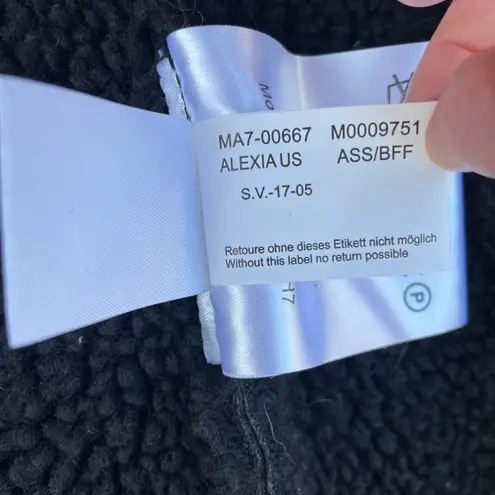 MA7-00667 M0009751
ALEXIA US ASS/BFF
S.V.-17-05
Retoure ohne dieses Etikett nicht möglich
Without this label no return possible
P